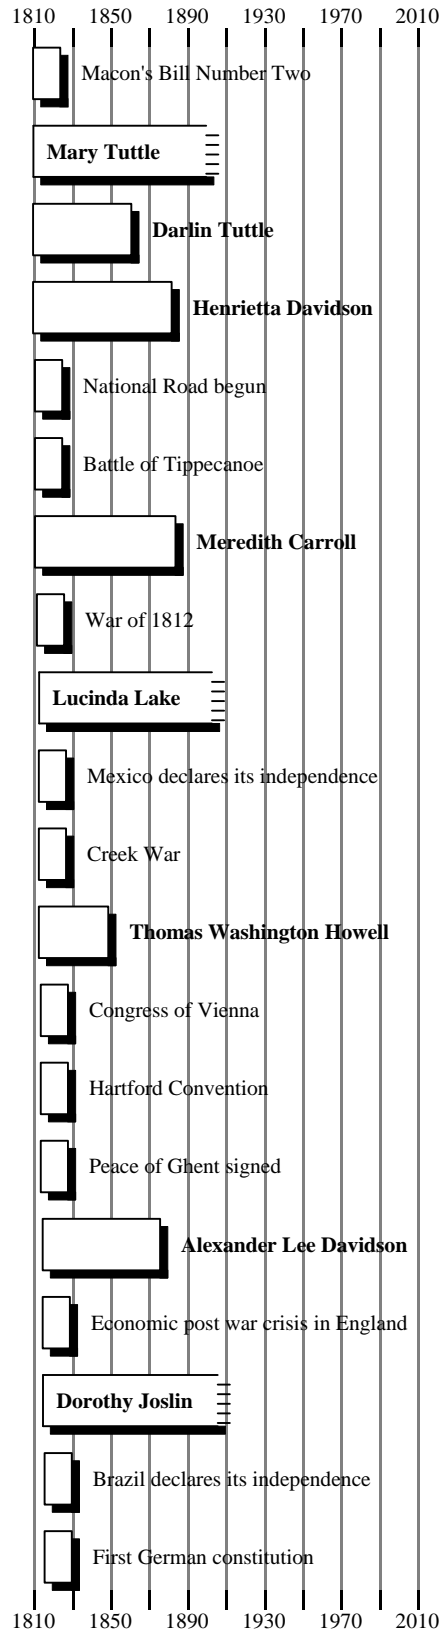 1810 1850 1890 1930 1970 2010
Macon's Bill Number Two
Mary Tuttle
Darlin Tuttle
Henrietta Davidson
National Road begun
Battle of Tippecanoe
Meredith Carroll
War of 1812
Lucinda Lake
Mexico declares its independence
Creek War
Thomas Washington Howell
Congress of Vienna
Hartford Convention
Peace of Ghent signed
Alexander Lee Davidson
Economic post war crisis in England
Dorothy Joslin
Brazil declares its independence
First German constitution
1810 1850 1890 1930 1970 2010